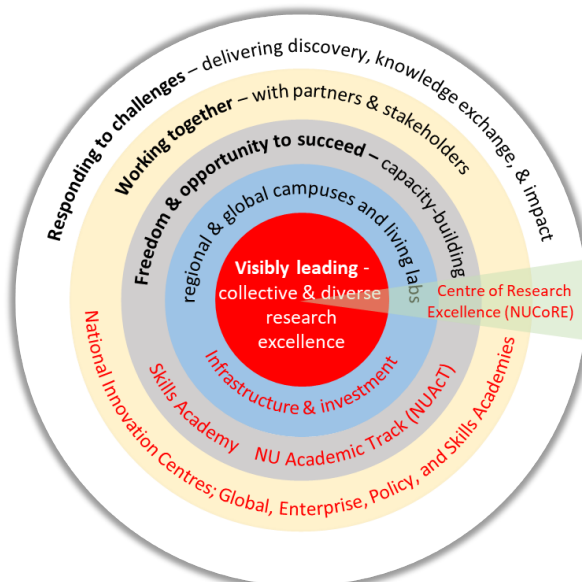 Responding to challenges – delivering discovery, knowledge exchange, & impact
Working together – with partners & stakeholders
Freedom & opportunity to succeed – capacity-building
regional & global campuses and living labs
Visibly leading -
collective & diverse
research
excellence
Centre of Research
Excellence (NUCoRE)
Infrastructure & investment
Skills Academy
NU Academic Track (NUAcT)
National Innovation Centres; Global, Enterprise, Policy, and Skills Academies